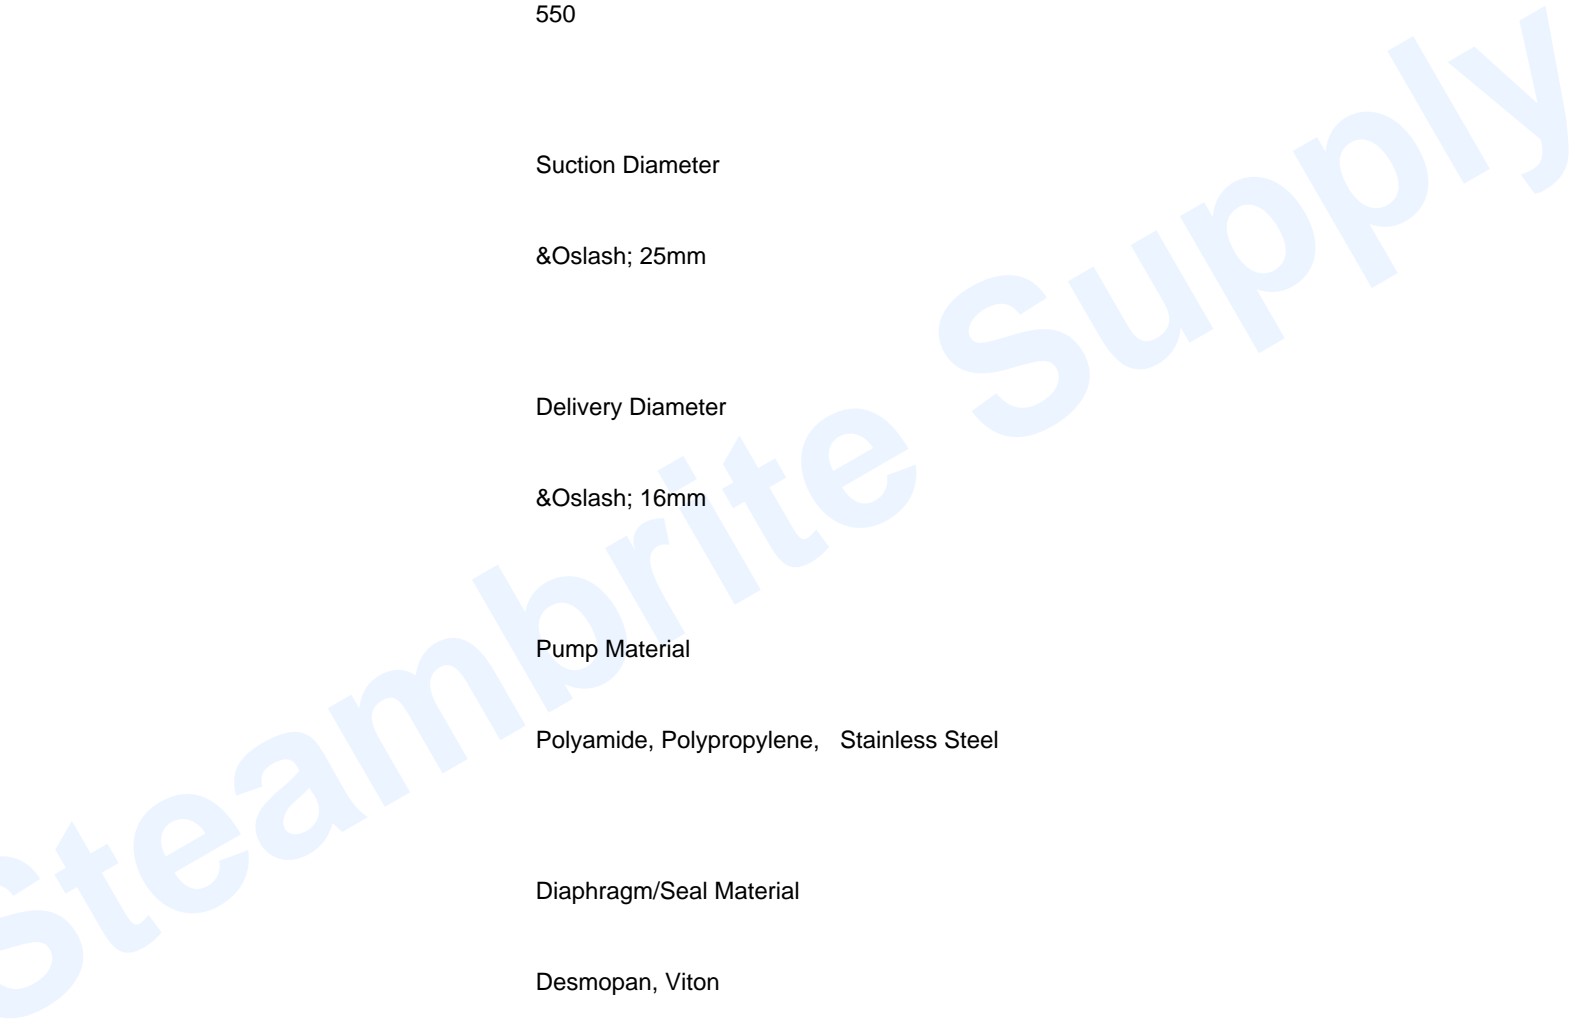 550
Suction Diameter
&Oslash; 25mm
Delivery Diameter
&Oslash; 16mm
Pump Material
Polyamide, Polypropylene,   Stainless Steel
Diaphragm/Seal Material
Desmopan, Viton
Steambrite Supply